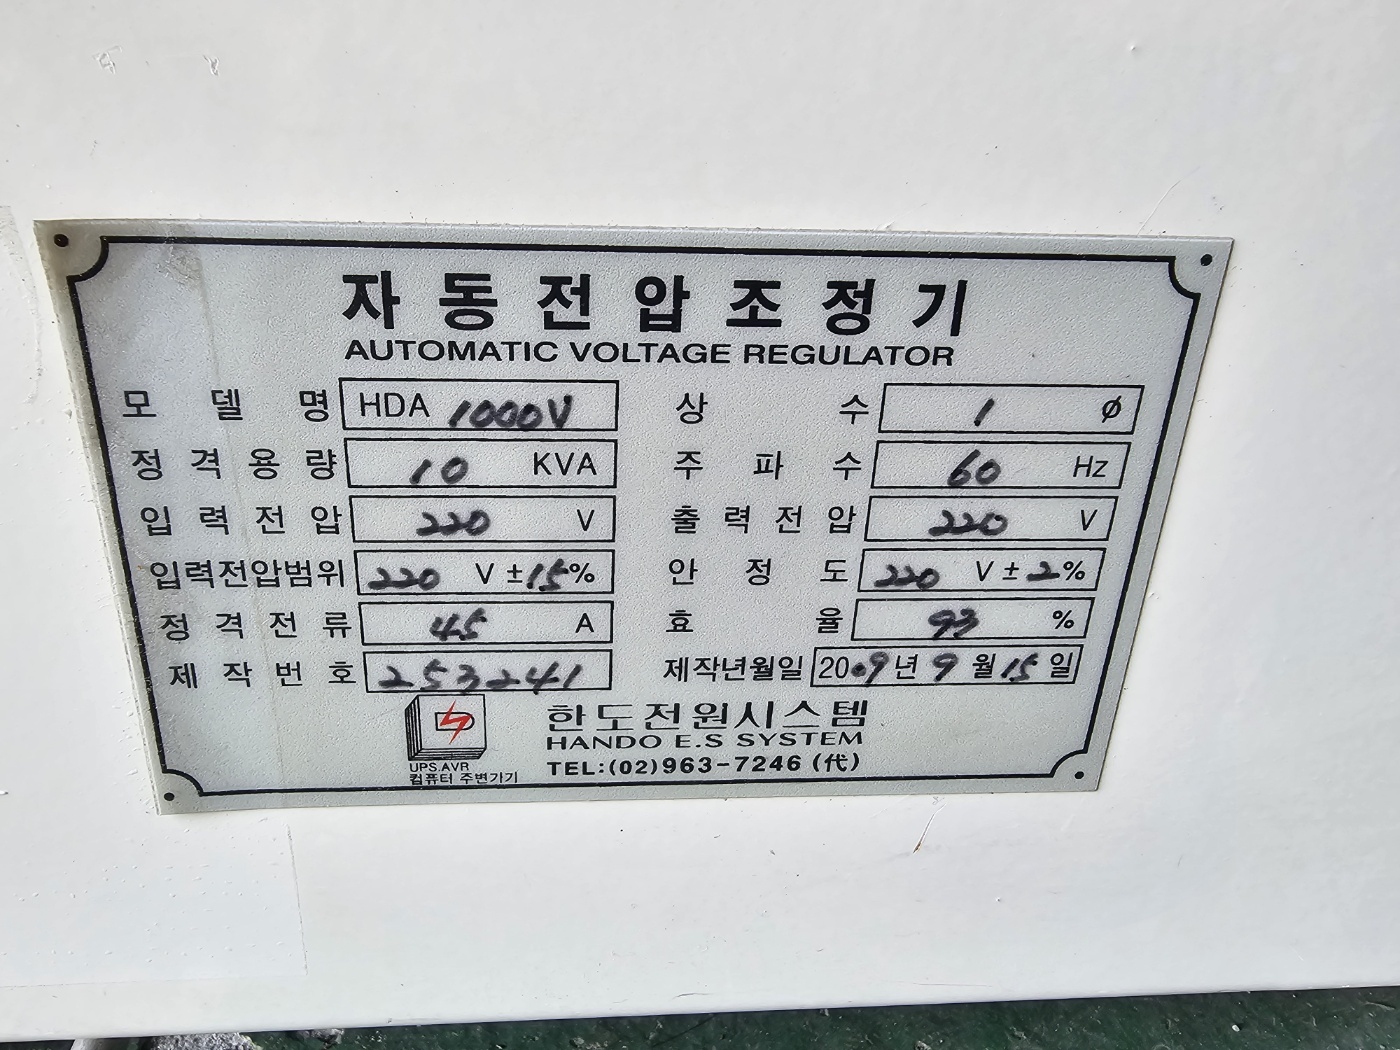 자동전압조정기
AUTOMATIC VOLTAGE REGULATOR
모델명 HDA 1000V 상수 1 ø
정격용량 10 KVA 주파수 60 Hz
입력전압 220 V 출력전압 220 V
입력전압범위 220 V ±15% 안정도 220 V ± 2%
정격전류 45 A 효율 93 %
제작번호 253241 제작년월일 2009년 9월 15일
한도전원시스템
HANDO E.S SYSTEM
UPS.AVR
컴퓨터 주변기기
TEL:(02)963-7246 (代)